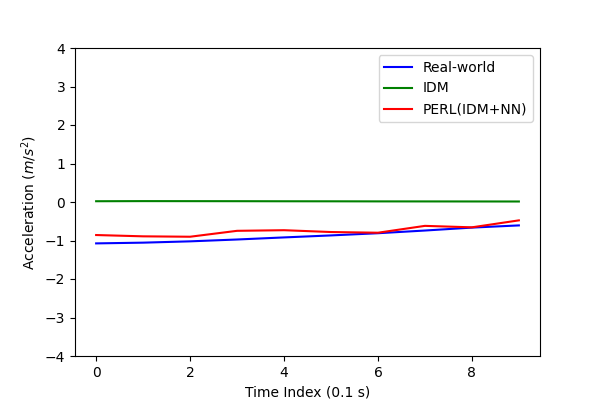 4
3
2
1
0
−1
−2
−3
−4
Acceleration (m/s²)
Real-world
IDM
PERL(IDM+NN)
0 2 4 6 8
Time Index (0.1 s)